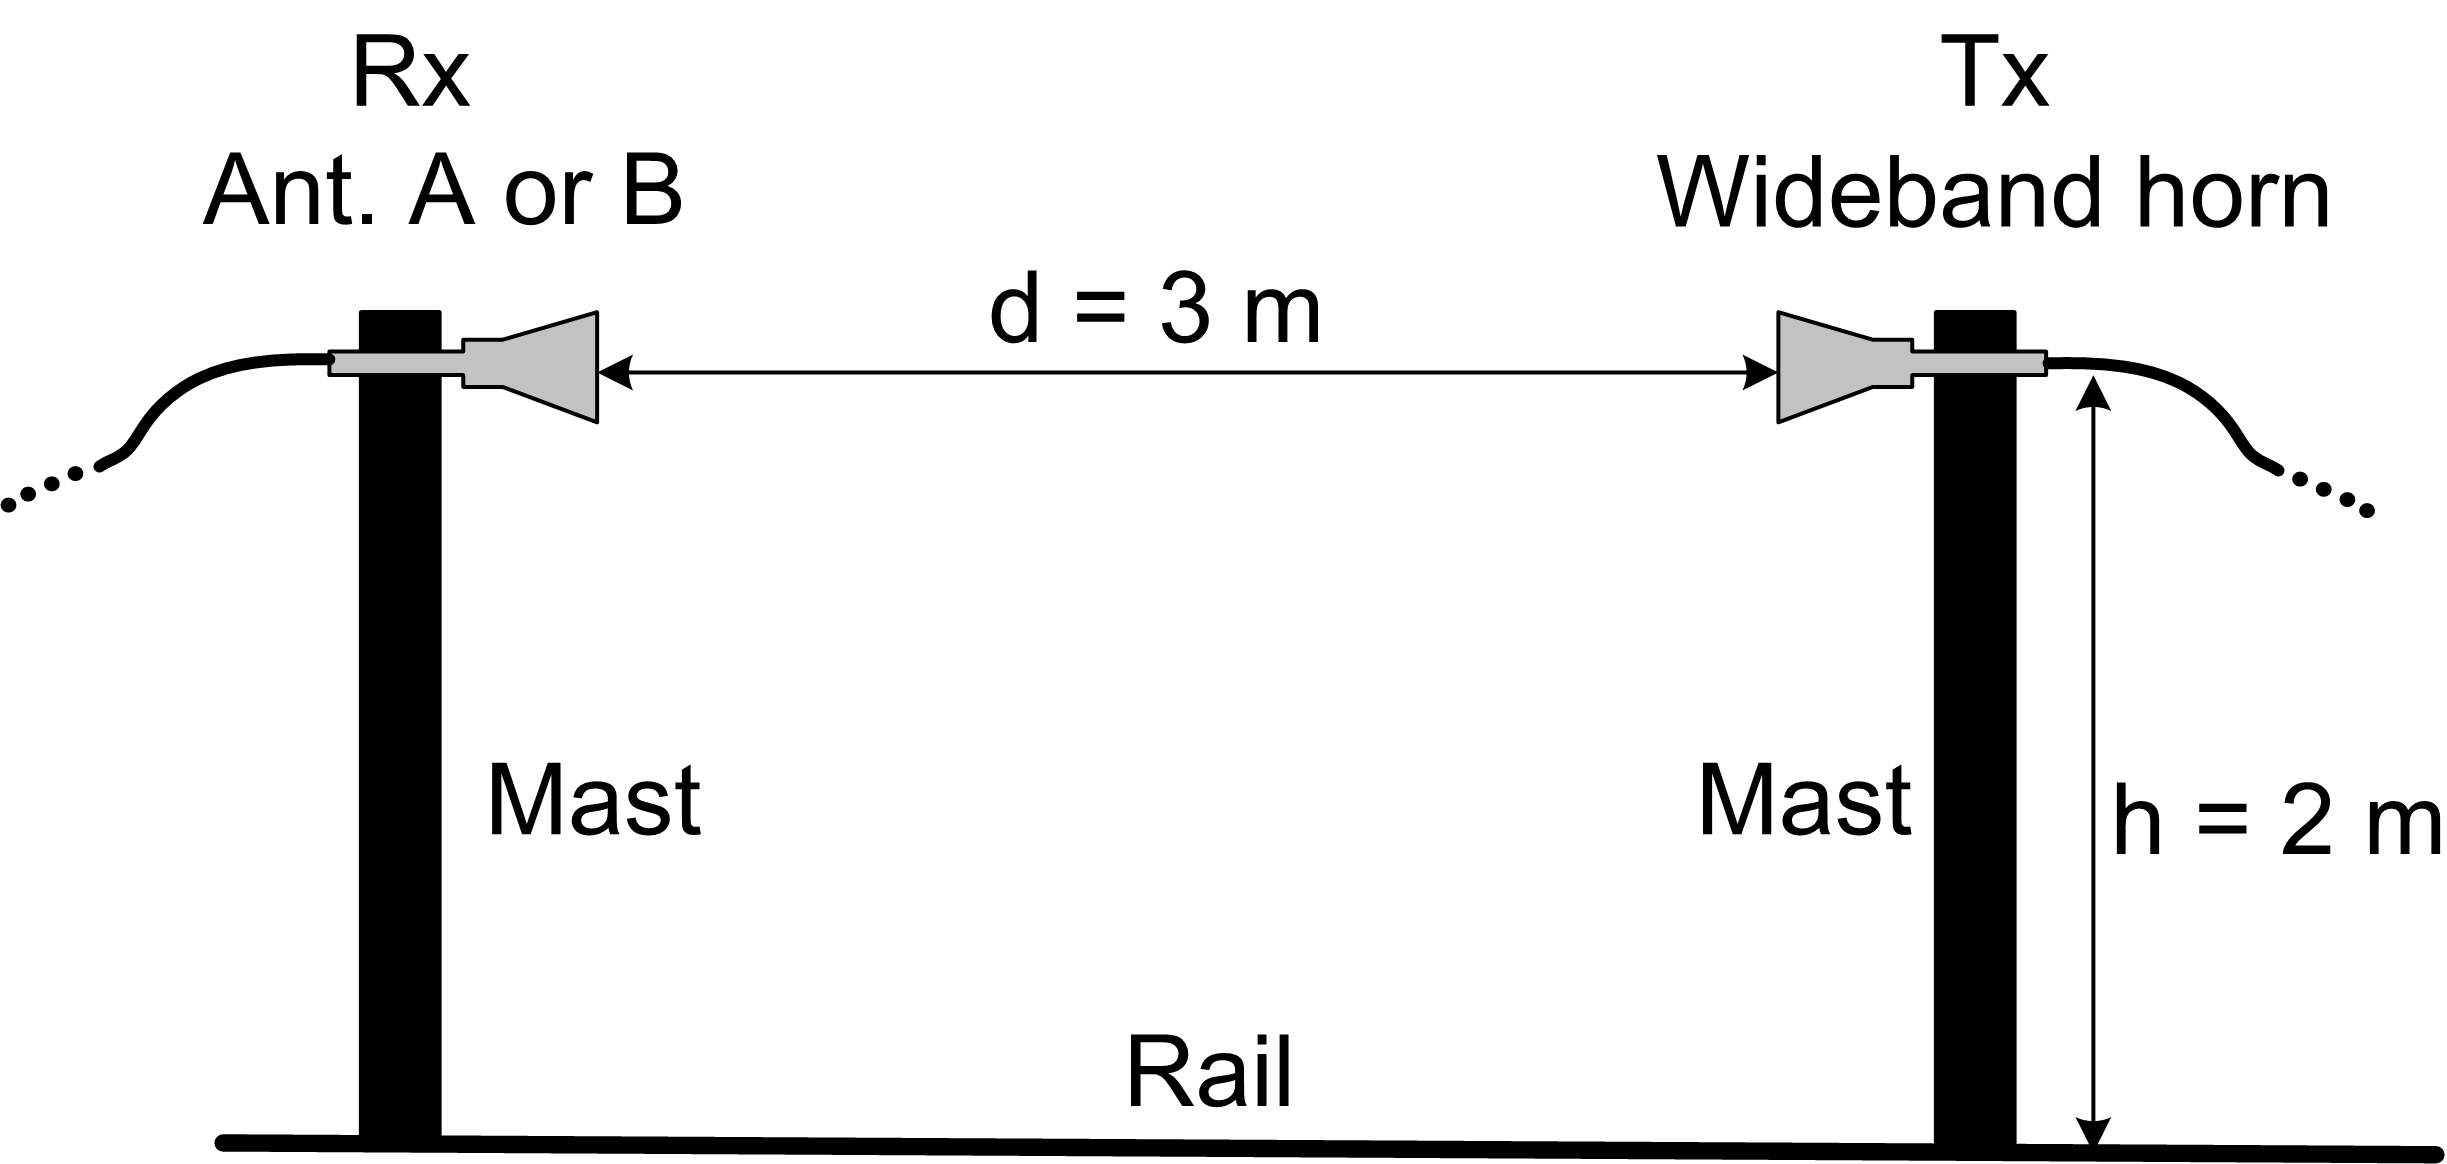 Rx
Ant. A or B
Tx
Wideband horn
d = 3 m
Mast
Mast
h = 2 m
Rail